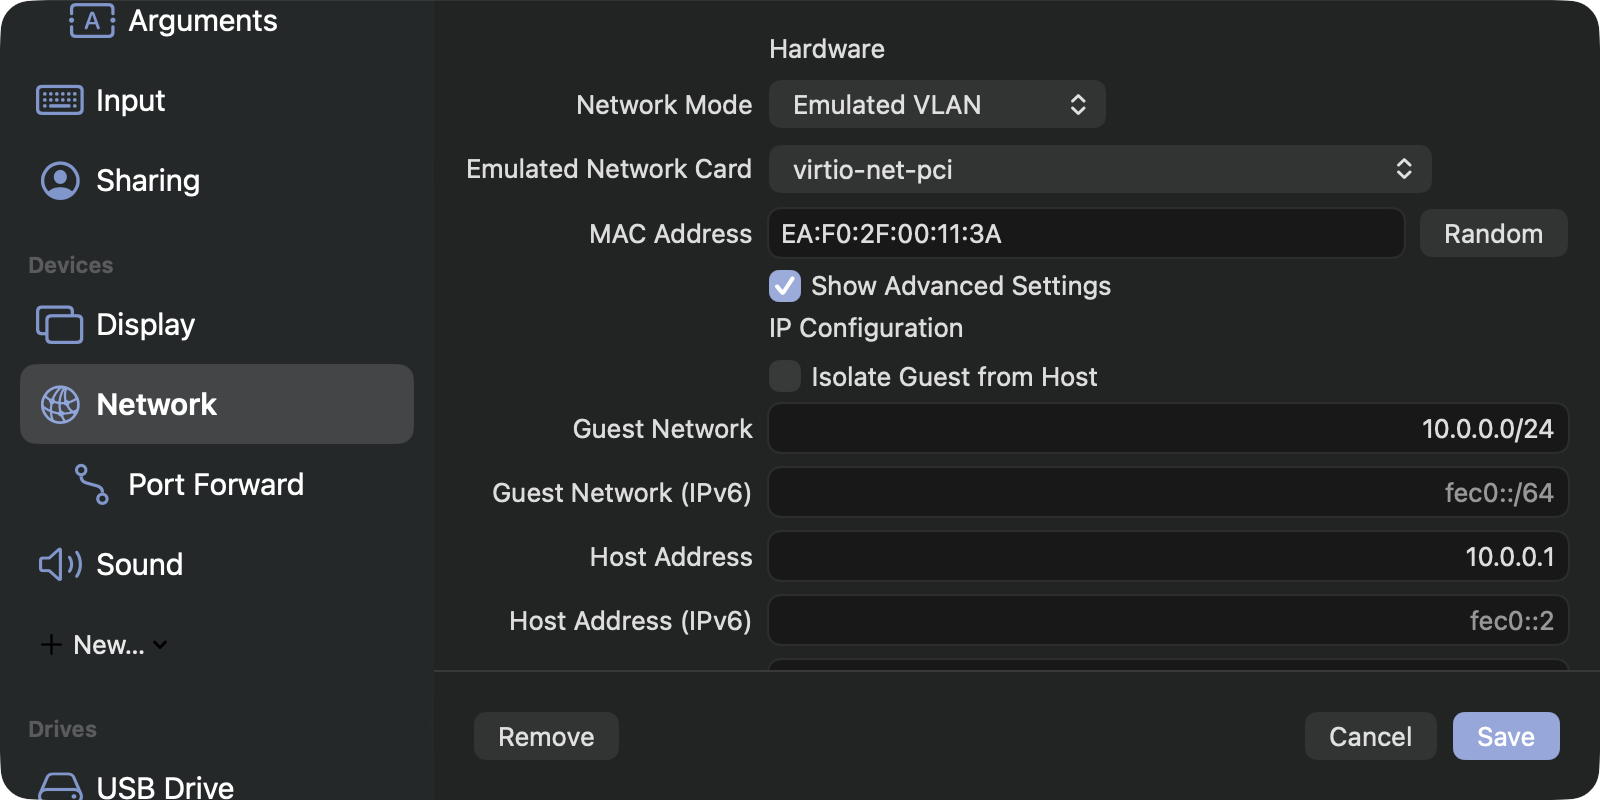 Arguments
Input
Sharing
Devices
Display
Network
Port Forward
Sound
New...
Drives
USB Drive
Hardware
Network Mode Emulated VLAN
Emulated Network Card virtio-net-pci
MAC Address EA:F0:2F:00:11:3A Random
Show Advanced Settings
IP Configuration
Isolate Guest from Host
Guest Network 10.0.0.0/24
Guest Network (IPv6) fec0::/64
Host Address 10.0.0.1
Host Address (IPv6) fec0::2
Remove Cancel Save